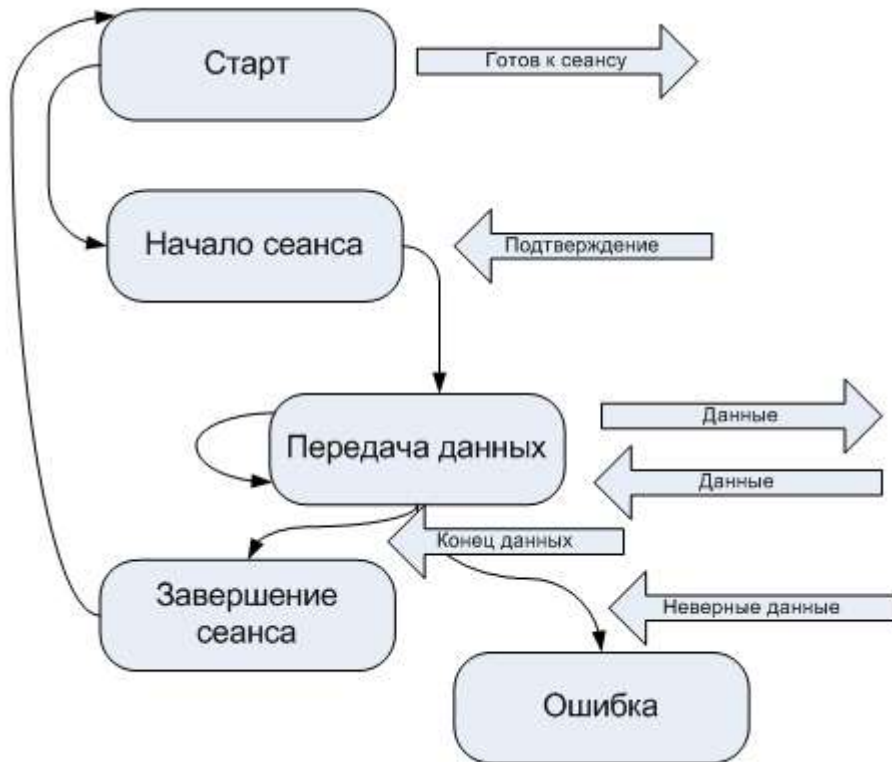 Старт
Готов к сеансу
Начало сеанса
Подтверждение
Передача данных
Данные
Данные
Конец данных
Завершение
сеанса
Неверные данные
Ошибка